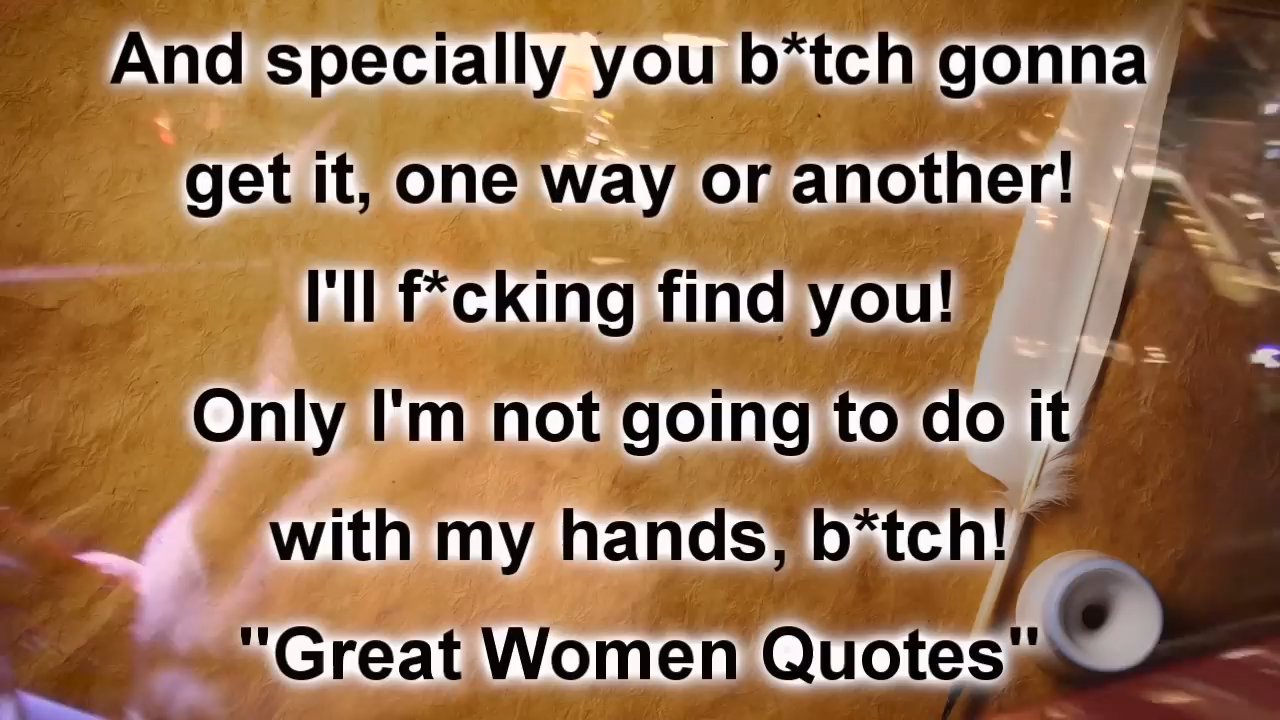 And specially you b*tch gonna
get it, one way or another!
I'll f*cking find you!
Only I'm not going to do it
with my hands, b*tch!
"Great Women Quotes"